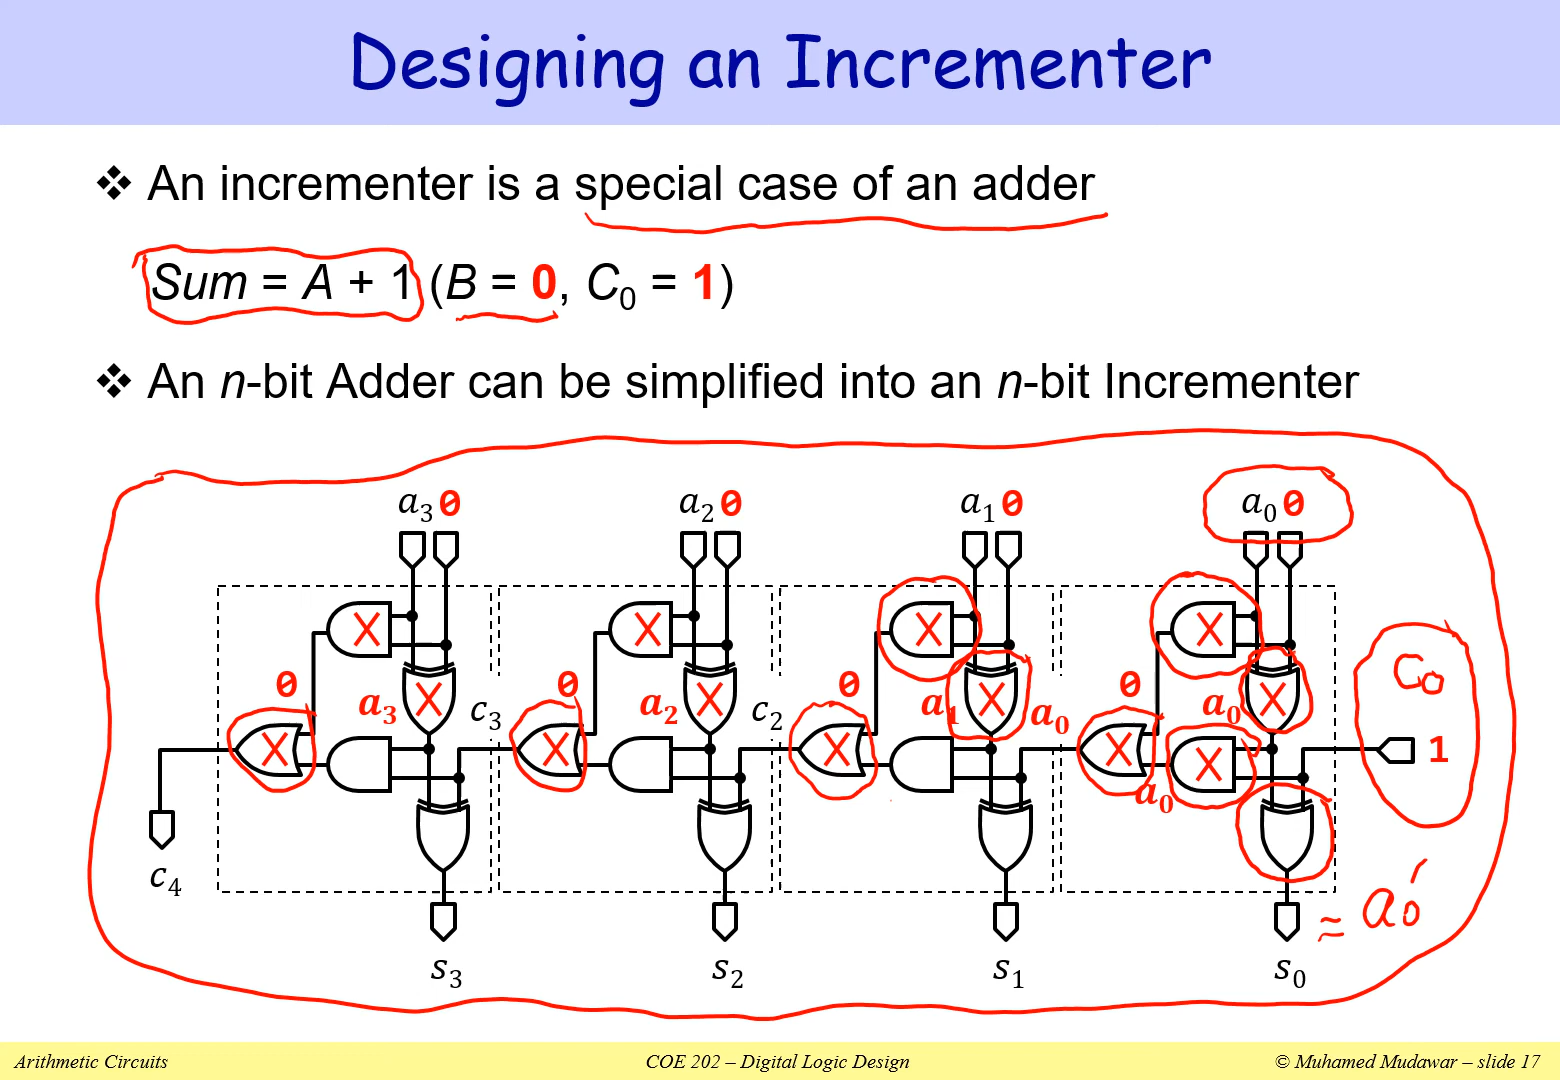 Designing an Incrementer
❖ An incrementer is a special case of an adder
Sum = A + 1 (B = 0, C₀ = 1)
❖ An n-bit Adder can be simplified into an n-bit Incrementer
a₃ 0 a₂ 0 a₁ 0 a₀ 0
X X X X
C₀
0 a₃ X c₃ 0 a₂ X c₂ 0 a₁ X a₀ 0 a₀ X
X X X X X 1
a₀
c₄
≈ a₀′
s₃ s₂ s₁ s₀
Arithmetic Circuits COE 202 – Digital Logic Design © Muhamed Mudawar – slide 17